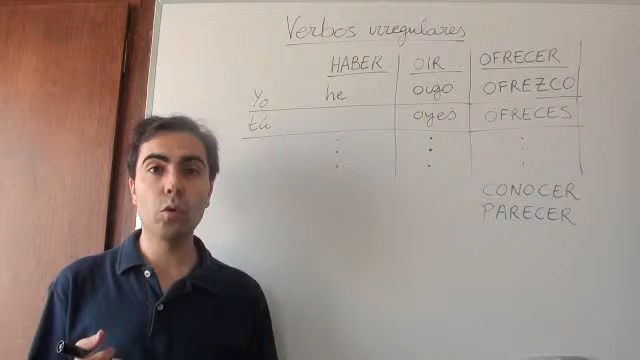 Verbos irregulares
HABER OIR OFRECER
Yo he oigo OFREZCO
tú oyes OFRECES
CONOCER
PARECER